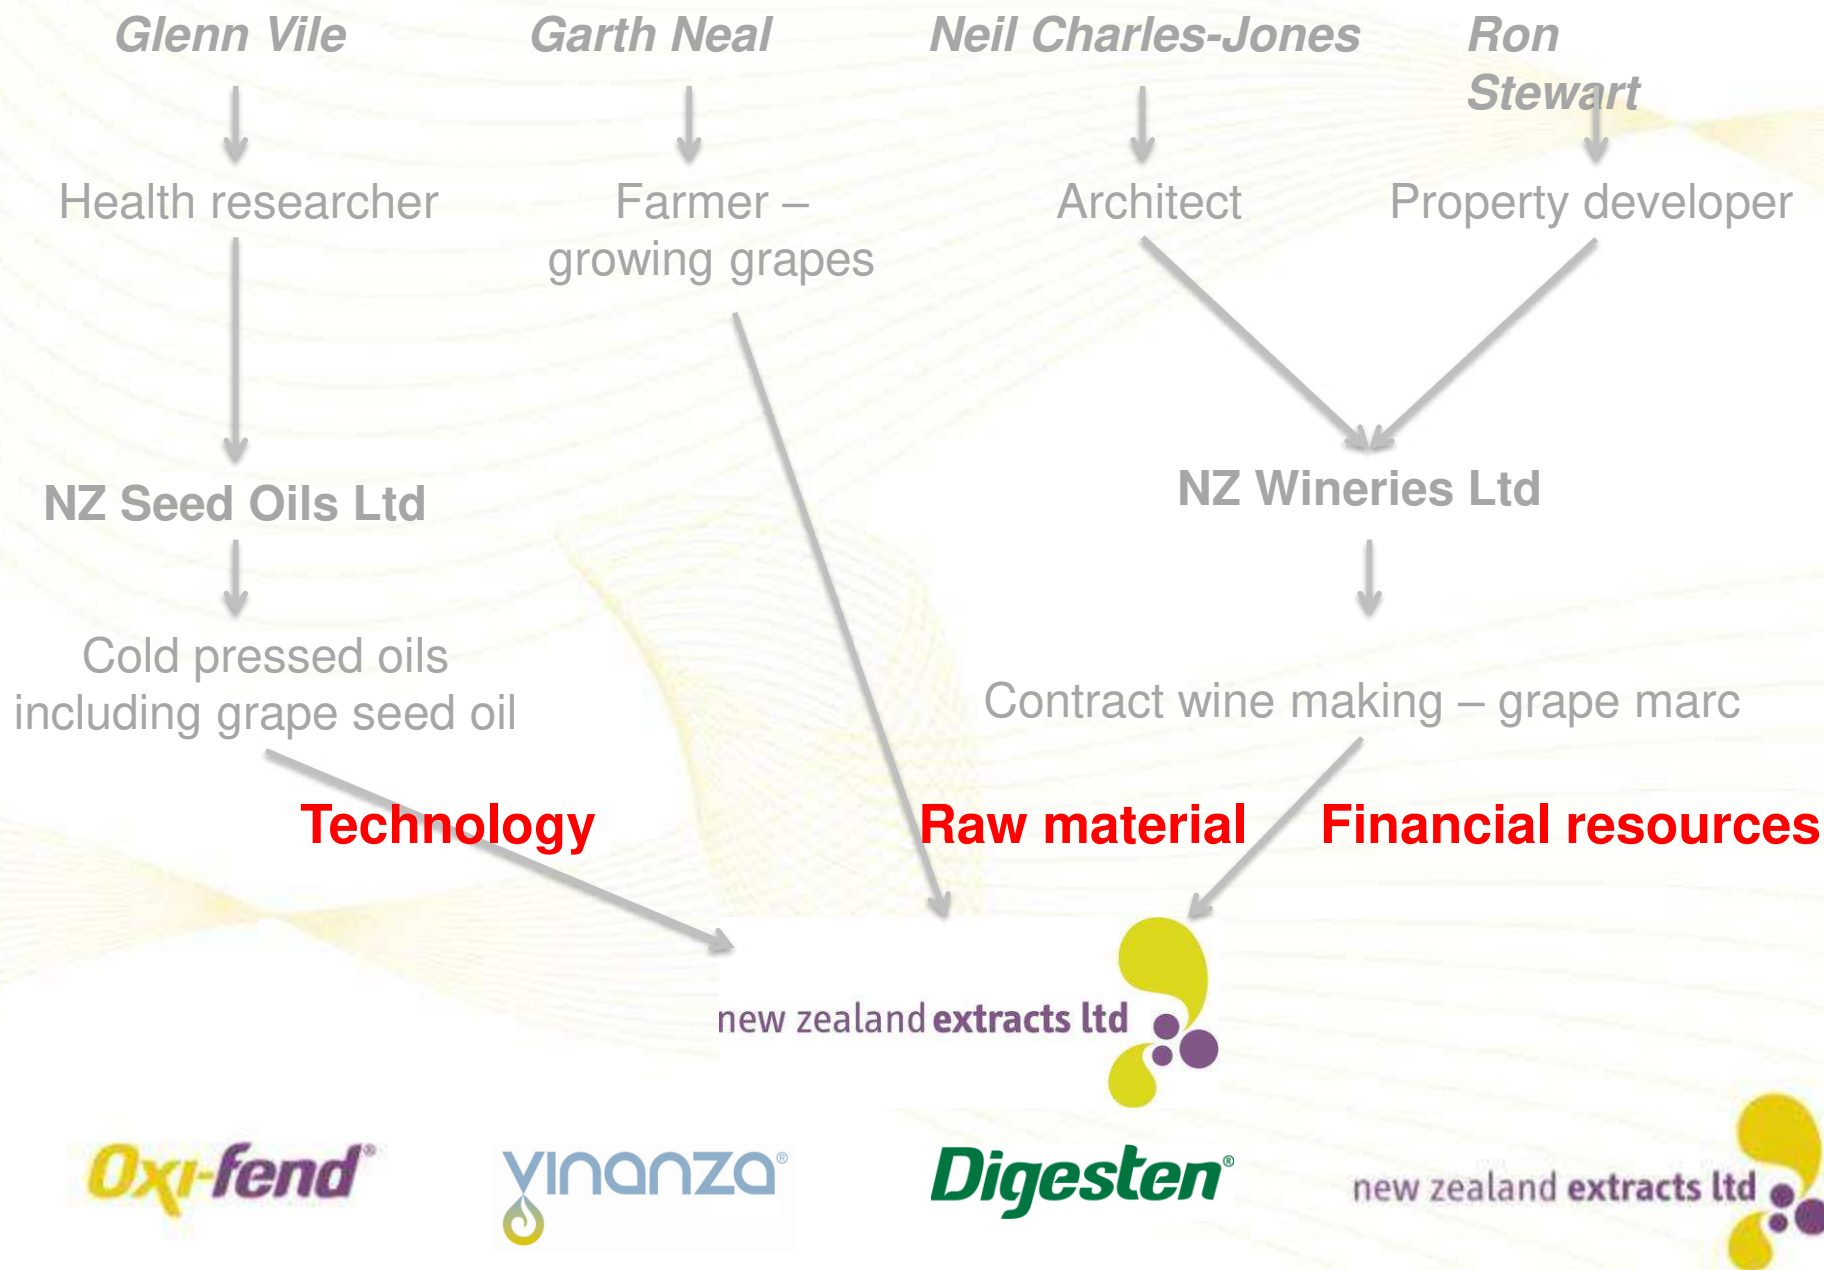 Glenn Vile
Garth Neal
Neil Charles-Jones
Ron
Stewart
Health researcher
Farmer –
growing grapes
Architect
Property developer
NZ Seed Oils Ltd
NZ Wineries Ltd
Cold pressed oils
including grape seed oil
Contract wine making – grape marc
Technology
Raw material
Financial resources
new zealand extracts ltd
Oxi-fend®
vinanza®
Digesten®
new zealand extracts ltd